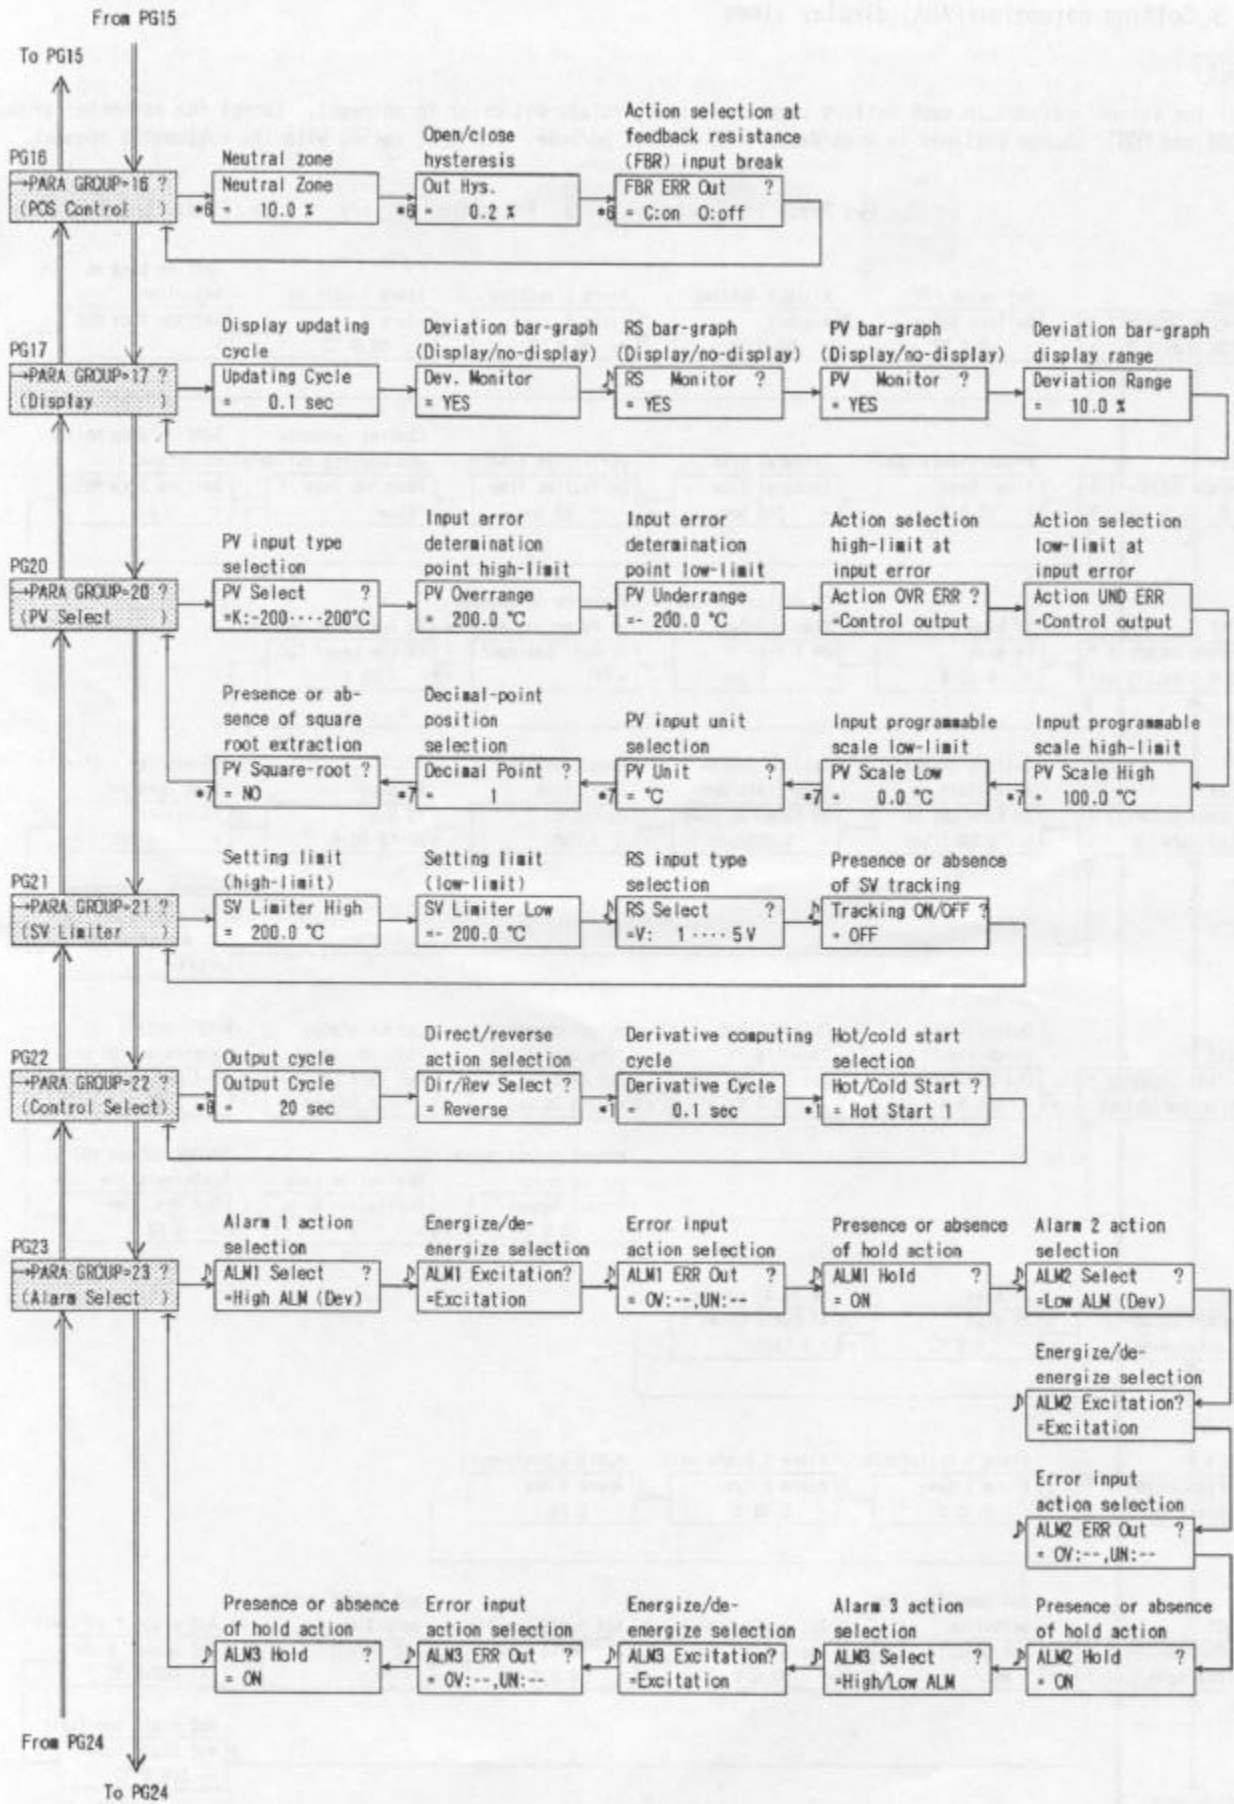 From PG15
To PG15
PG16
→PARA GROUP=16 ?
(POS Control )
Neutral zone
*6
Neutral Zone
= 10.0 %
Open/close
hysteresis
*6
Out Hys.
= 0.2 %
Action selection at
feedback resistance
(FBR) input break
*6
FBR ERR Out ?
= C:on O:off
PG17
→PARA GROUP=17 ?
(Display )
Display updating
cycle
Updating Cycle
= 0.1 sec
Deviation bar-graph
(Display/no-display)
Dev. Monitor
= YES
RS bar-graph
(Display/no-display)
♪
RS Monitor ?
= YES
PV bar-graph
(Display/no-display)
PV Monitor ?
= YES
Deviation bar-graph
display range
Deviation Range
= 10.0 %
PG20
→PARA GROUP=20 ?
(PV Select )
PV input type
selection
PV Select ?
=K:-200····200°C
Input error
determination
point high-limit
PV Overrange
= 200.0 °C
Input error
determination
point low-limit
PV Underrange
=- 200.0 °C
Action selection
high-limit at
input error
Action OVR ERR ?
=Control output
Action selection
low-limit at
input error
Action UND ERR
=Control output
Input programmable
scale high-limit
*7
PV Scale High
= 100.0 °C
Input programmable
scale low-limit
*7
PV Scale Low
= 0.0 °C
PV input unit
selection
*7
PV Unit ?
= °C
Decimal-point
position
selection
*7
Decimal Point ?
= 1
Presence or ab-
sence of square
root extraction
*7
PV Square-root ?
= NO
PG21
→PARA GROUP=21 ?
(SV Limiter )
Setting limit
(high-limit)
SV Limiter High
= 200.0 °C
Setting limit
(low-limit)
SV Limiter Low
=- 200.0 °C
RS input type
selection
♪
RS Select ?
=V: 1 ···· 5 V
Presence or absence
of SV tracking
♪
Tracking ON/OFF ?
= OFF
PG22
→PARA GROUP=22 ?
(Control Select)
Output cycle
*8
Output Cycle
= 20 sec
Direct/reverse
action selection
Dir/Rev Select ?
= Reverse
Derivative computing
cycle
*1
Derivative Cycle
= 0.1 sec
Hot/cold start
selection
*1
Hot/Cold Start ?
= Hot Start 1
PG23
→PARA GROUP=23 ?
(Alarm Select )
Alarm 1 action
selection
♪
ALM1 Select ?
=High ALM (Dev)
Energize/de-
energize selection
♪
ALM1 Excitation?
=Excitation
Error input
action selection
♪
ALM1 ERR Out ?
= OV:--,UN:--
Presence or absence
of hold action
♪
ALM1 Hold ?
= ON
Alarm 2 action
selection
♪
ALM2 Select ?
=Low ALM (Dev)
Energize/de-
energize selection
♪
ALM2 Excitation?
=Excitation
Error input
action selection
♪
ALM2 ERR Out ?
= OV:--,UN:--
Presence or absence
of hold action
♪
ALM2 Hold ?
= ON
Alarm 3 action
selection
♪
ALM3 Select ?
=High/Low ALM
Energize/de-
energize selection
♪
ALM3 Excitation?
=Excitation
Error input
action selection
♪
ALM3 ERR Out ?
= OV:--,UN:--
Presence or absence
of hold action
♪
ALM3 Hold ?
= ON
From PG24
To PG24